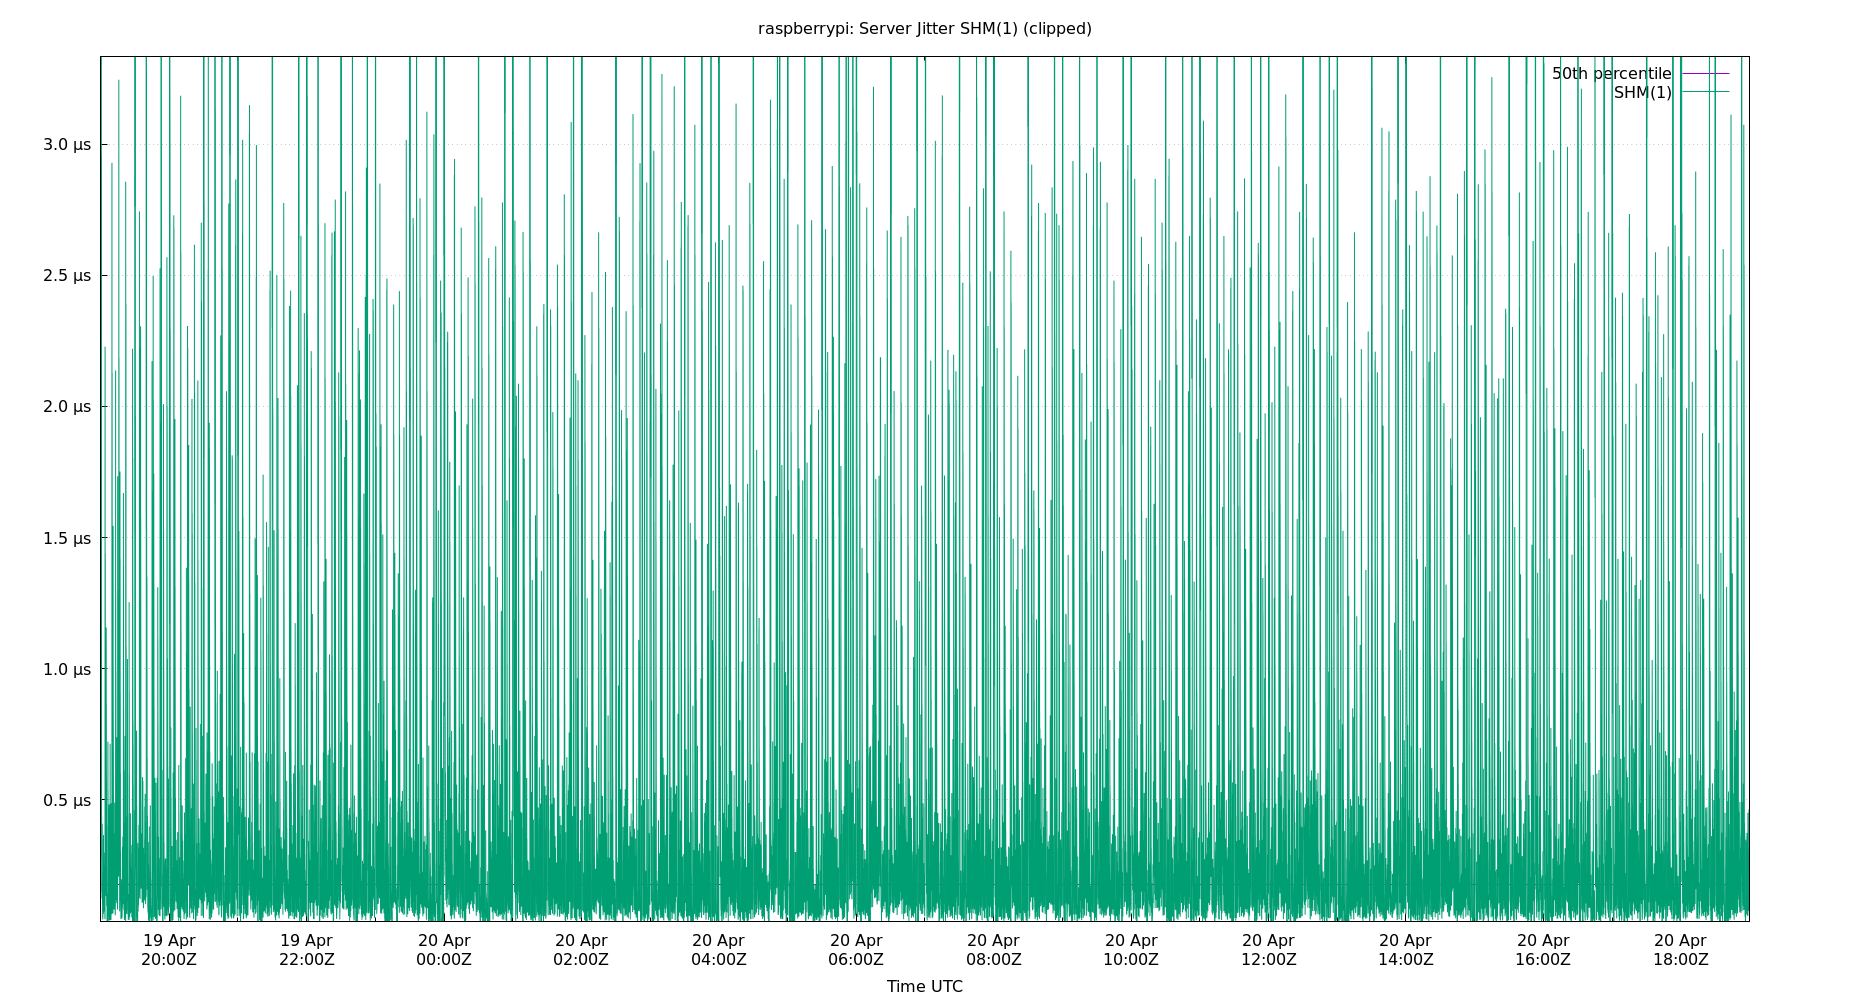 raspberrypi: Server Jitter SHM(1) (clipped)
50th percentile
SHM(1)
3.0 µs
2.5 µs
2.0 µs
1.5 µs
1.0 µs
0.5 µs
19 Apr 19 Apr 20 Apr 20 Apr 20 Apr 20 Apr 20 Apr 20 Apr 20 Apr 20 Apr 20 Apr 20 Apr
20:00Z 22:00Z 00:00Z 02:00Z 04:00Z 06:00Z 08:00Z 10:00Z 12:00Z 14:00Z 16:00Z 18:00Z
Time UTC